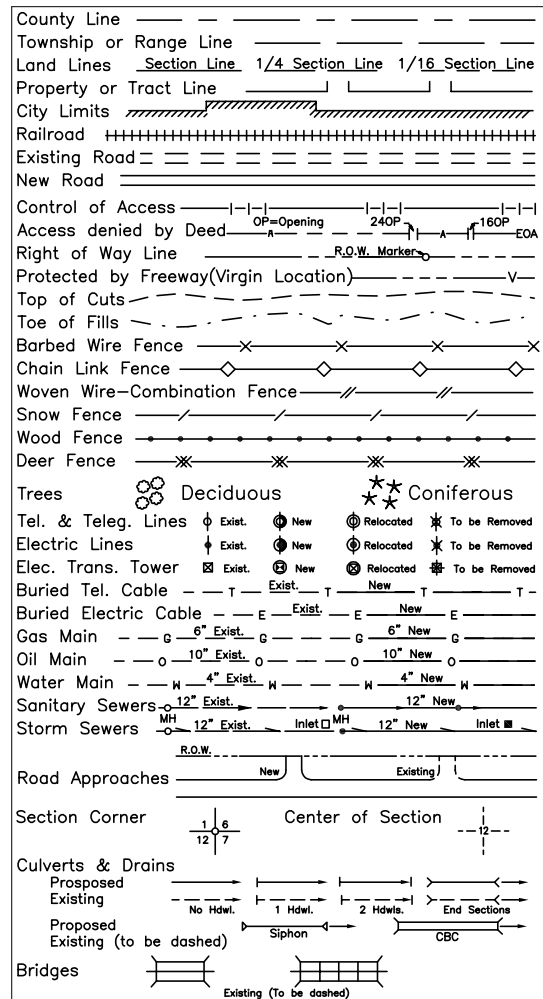 County Line
Township or Range Line
Land Lines Section Line 1/4 Section Line 1/16 Section Line
Property or Tract Line
City Limits
Railroad
Existing Road
New Road
Control of Access
Access denied by Deed A OP=Opening 24OP A 16OP EOA
Right of Way Line R.O.W. Marker
Protected by Freeway(Virgin Location) V
Top of Cuts
Toe of Fills
Barbed Wire Fence
Chain Link Fence
Woven Wire-Combination Fence
Snow Fence
Wood Fence
Deer Fence
Trees Deciduous Coniferous
Tel. & Teleg. Lines Exist. New Relocated To be Removed
Electric Lines Exist. New Relocated To be Removed
Elec. Trans. Tower Exist. New Relocated To be Removed
Buried Tel. Cable T Exist. T New T T
Buried Electric Cable E Exist. E New E
Gas Main G 6" Exist. G G 6" New G
Oil Main O 10" Exist. O O 10" New O
Water Main W 4" Exist. W W 4" New W
Sanitary Sewers 12" Exist. 12" New
Storm Sewers MH 12" Exist. Inlet MH 12" New Inlet
R.O.W.
Road Approaches New Existing
Section Corner 1 6 12 7 Center of Section 12
Culverts & Drains
Prosposed
Existing No Hdwl. 1 Hdwl. 2 Hdwls. End Sections
Proposed Siphon CBC
Existing (to be dashed)
Bridges
Existing (To be dashed)